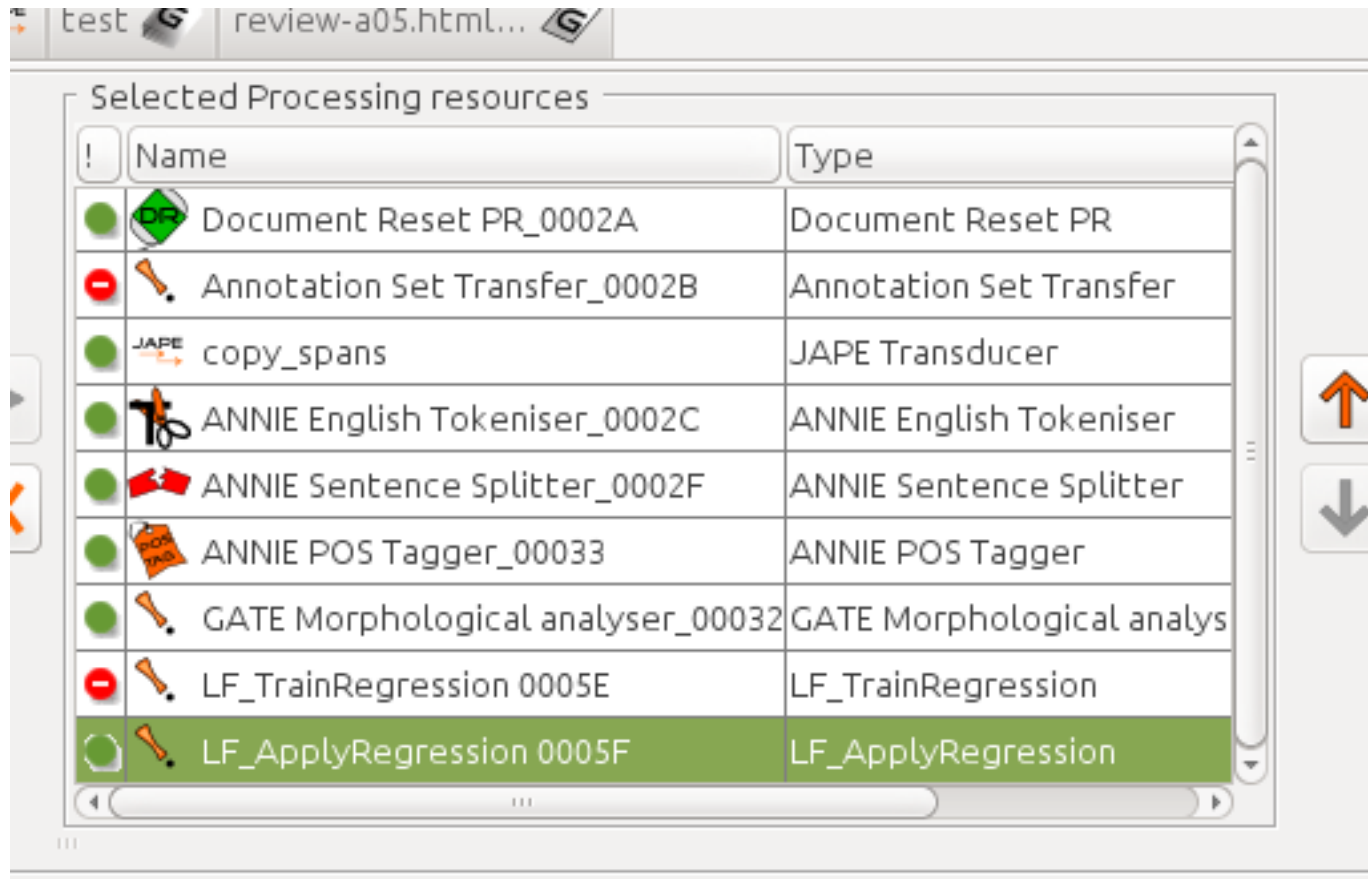 test review-a05.html...
Selected Processing resources
! Name Type
DR Document Reset PR_0002A Document Reset PR
Annotation Set Transfer_0002B Annotation Set Transfer
JAPE copy_spans JAPE Transducer
ANNIE English Tokeniser_0002C ANNIE English Tokeniser
ANNIE Sentence Splitter_0002F ANNIE Sentence Splitter
POS TAG ANNIE POS Tagger_00033 ANNIE POS Tagger
GATE Morphological analyser_00032 GATE Morphological analys
LF_TrainRegression 0005E LF_TrainRegression
LF_ApplyRegression 0005F LF_ApplyRegression